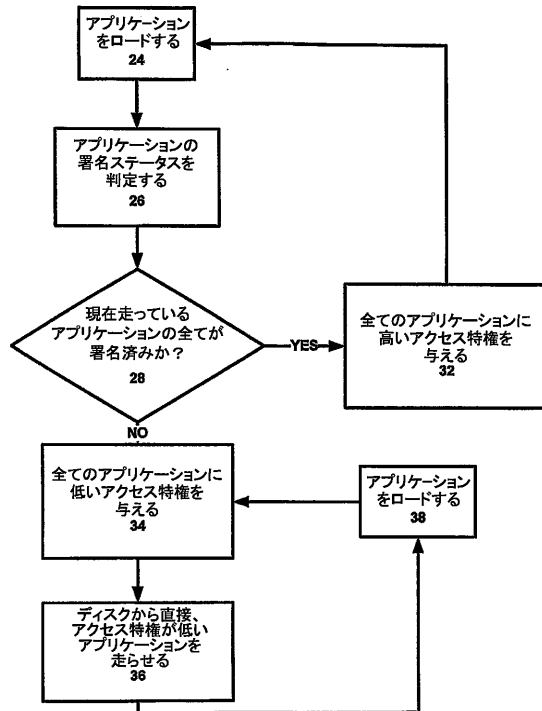 アプリケーション
をロードする
24
アプリケーションの
署名ステータスを
判定する
26
現在走っている
アプリケーションの全てが
署名済みか?
28
YES
全てのアプリケーションに
高いアクセス特権を
与える
32
NO
全てのアプリケーションに
低いアクセス特権を
与える
34
アプリケーション
をロードする
38
ディスクから直接、
アクセス特権が低い
アプリケーションを
走らせる
36